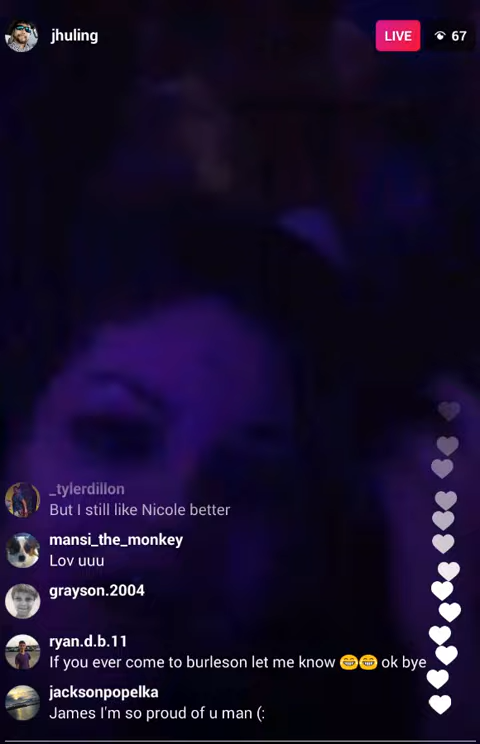 jhuling
LIVE 67
_tylerdillon
But I still like Nicole better
mansi_the_monkey
Lov uuu
grayson.2004
ryan.d.b.11
If you ever come to burleson let me know 😂😂 ok bye
jacksonpopelka
James I'm so proud of u man (: